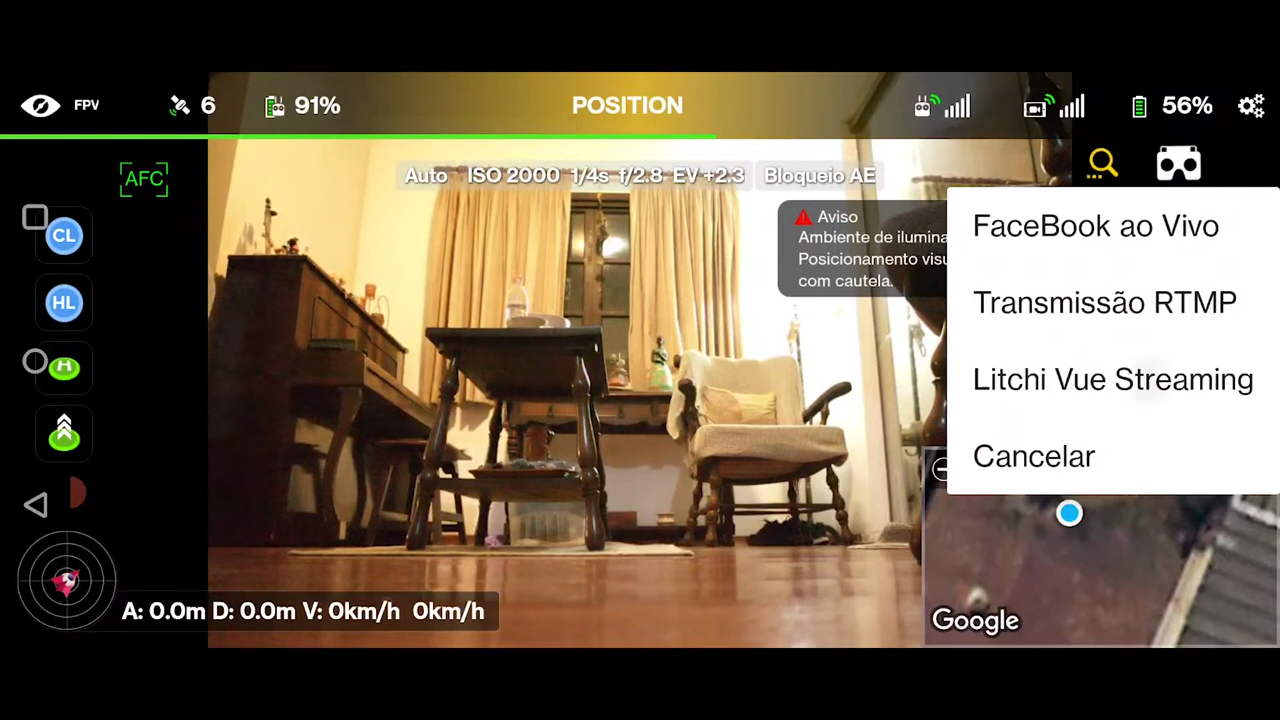 FPV 6 91% POSITION 56%
Auto ISO 2000 1/4s f/2.8 EV +2.3 Bloqueio AE
AFC
CL
HL
H
Aviso
Ambiente de ilumina
Posicionamento visu
com cautela.
FaceBook ao Vivo
Transmissão RTMP
Litchi Vue Streaming
Cancelar
A: 0.0m D: 0.0m V: 0km/h 0km/h
Google